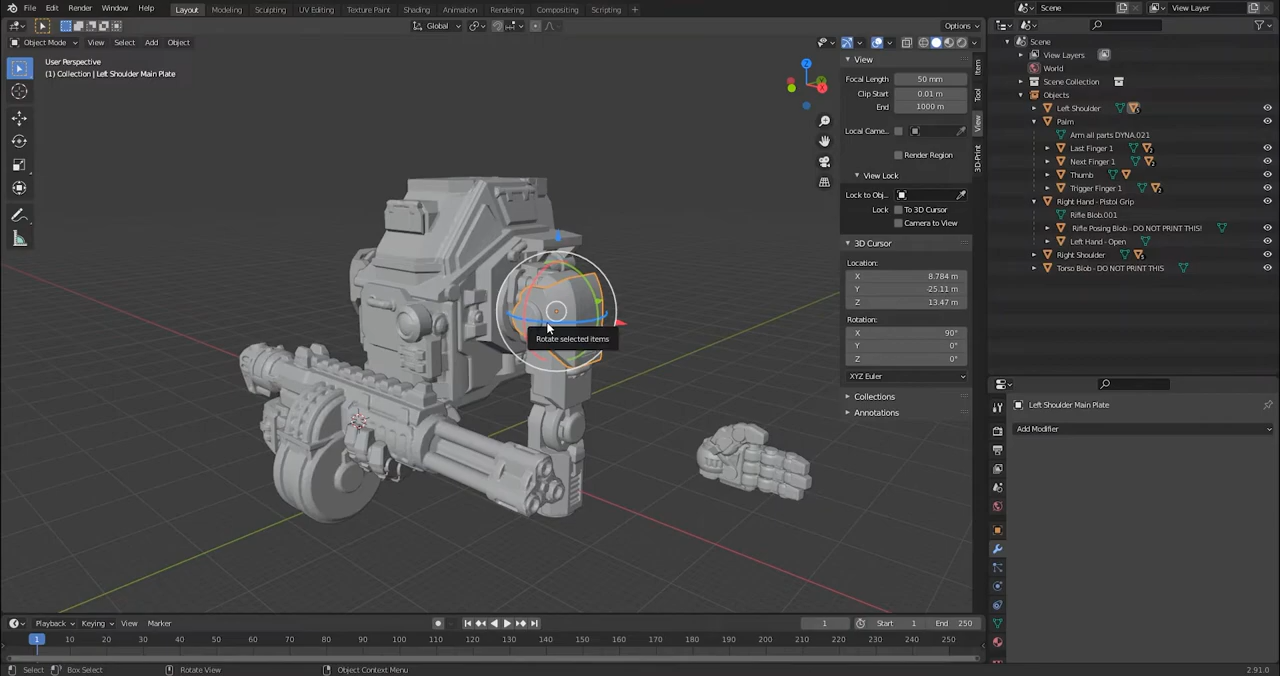 File Edit Render Window Help Layout Modeling Sculpting UV Editing Texture Paint Shading Animation Rendering Compositing Scripting + Scene View Layer
Global Options
Object Mode View Select Add Object
User Perspective
(1) Collection | Left Shoulder Main Plate
Z
Y
X
Rotate selected items
View
Focal Length 50 mm
Clip Start 0.01 m
End 1000 m
Local Came..
Render Region
View Lock
Lock to Obj..
Lock To 3D Cursor
Camera to View
3D Cursor
Location:
X 8.784 m
Y -25.11 m
Z 13.47 m
Rotation:
X 90°
Y 0°
Z 0°
XYZ Euler
Collections
Annotations
Item
Tool
View
3D-Print
Scene
View Layers
World
Scene Collection
Objects
Left Shoulder
Palm
Arm all parts DYNA.021
Last Finger 1
Next Finger 1
Thumb
Trigger Finger 1
Right Hand - Pistol Grip
Rifle Blob.001
Rifle Posing Blob - DO NOT PRINT THIS!
Left Hand - Open
Right Shoulder
Torso Blob - DO NOT PRINT THIS
Left Shoulder Main Plate
Add Modifier
Playback Keying View Marker 1 Start 1 End 250
1 10 20 30 40 50 60 70 80 90 100 110 120 130 140 150 160 170 180 190 200 210 220 230 240 250
Select Box Select Rotate View Object Context Menu 2.91.0